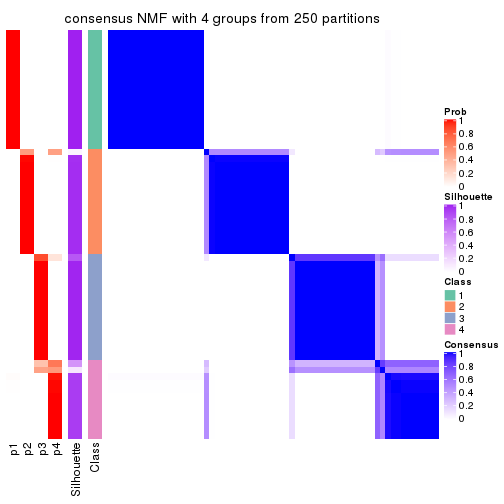 consensus NMF with 4 groups from 250 partitions
Prob
1
0.8
0.6
0.4
0.2
0
Silhouette
1
0.8
0.6
0.4
0.2
0
Class
1
2
3
4
Consensus
1
0.8
0.6
0.4
0.2
0
p1
p2
p3
p4
Silhouette
Class